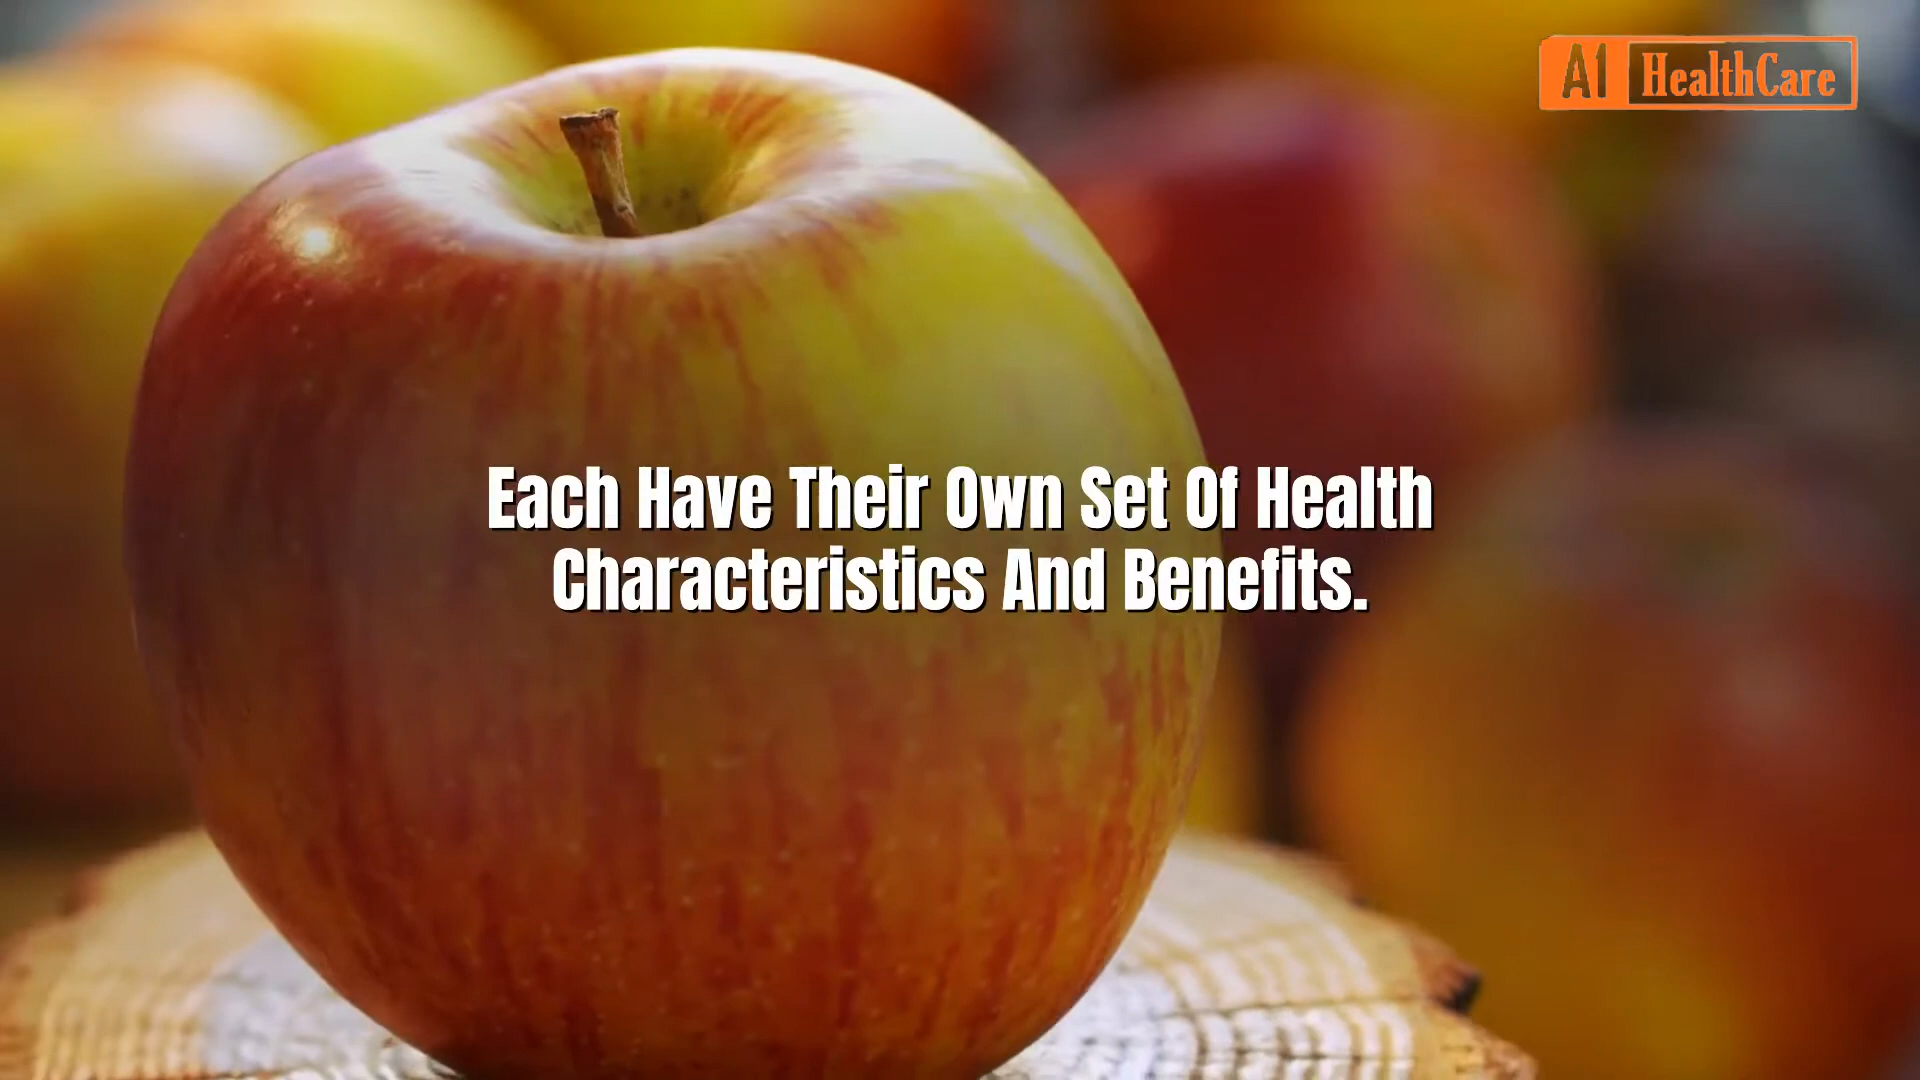 A1 HealthCare
Each Have Their Own Set Of Health
Characteristics And Benefits.